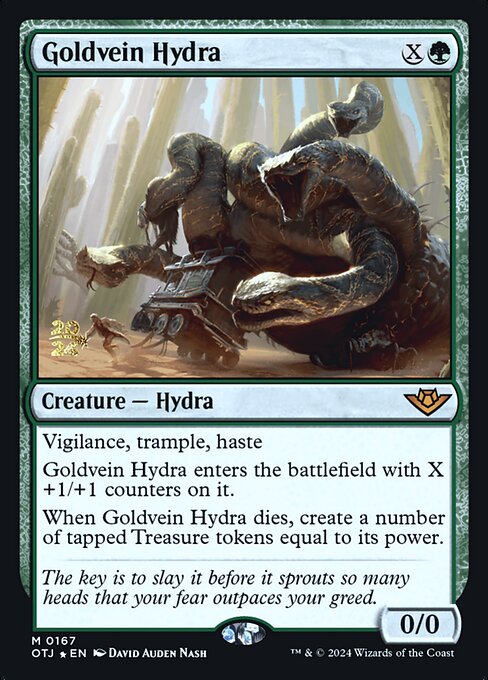 Goldvein Hydra X
Creature — Hydra
Vigilance, trample, haste
Goldvein Hydra enters the battlefield with X
+1/+1 counters on it.
When Goldvein Hydra dies, create a number
of tapped Treasure tokens equal to its power.
The key is to slay it before it sprouts so many
heads that your fear outpaces your greed.
0/0
M 0167
OTJ ★ EN DAVID AUDEN NASH
™ & © 2024 Wizards of the Coast